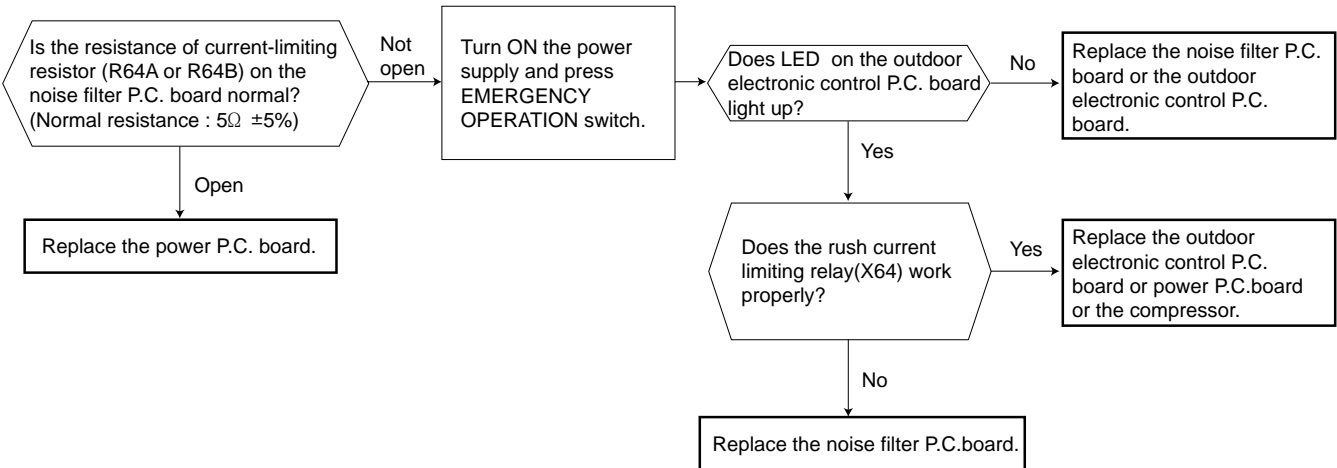 Is the resistance of current-limiting
resistor (R64A or R64B) on the
noise filter P.C. board normal?
(Normal resistance : 5Ω ±5%)
Not
open
Turn ON the power
supply and press
EMERGENCY
OPERATION switch.
Does LED on the outdoor
electronic control P.C. board
light up?
No
Replace the noise filter P.C.
board or the outdoor
electronic control P.C.
board.
Open
Replace the power P.C. board.
Yes
Does the rush current
limiting relay(X64) work
properly?
Yes
Replace the outdoor
electronic control P.C.
board or power P.C.board
or the compressor.
No
Replace the noise filter P.C.board.